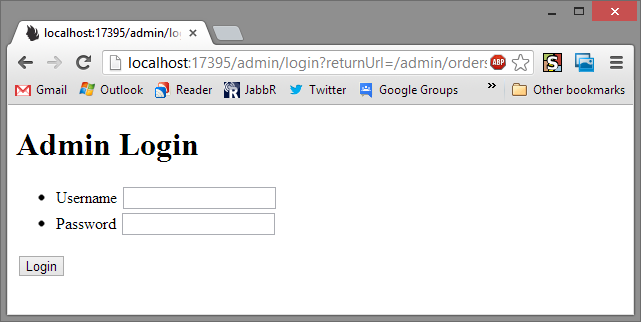 localhost:17395/admin/lo
localhost:17395/admin/login?returnUrl=/admin/orders
ABP
S
Gmail Outlook Reader JabbR Twitter Google Groups » Other bookmarks
Admin Login
Username
Password
Login